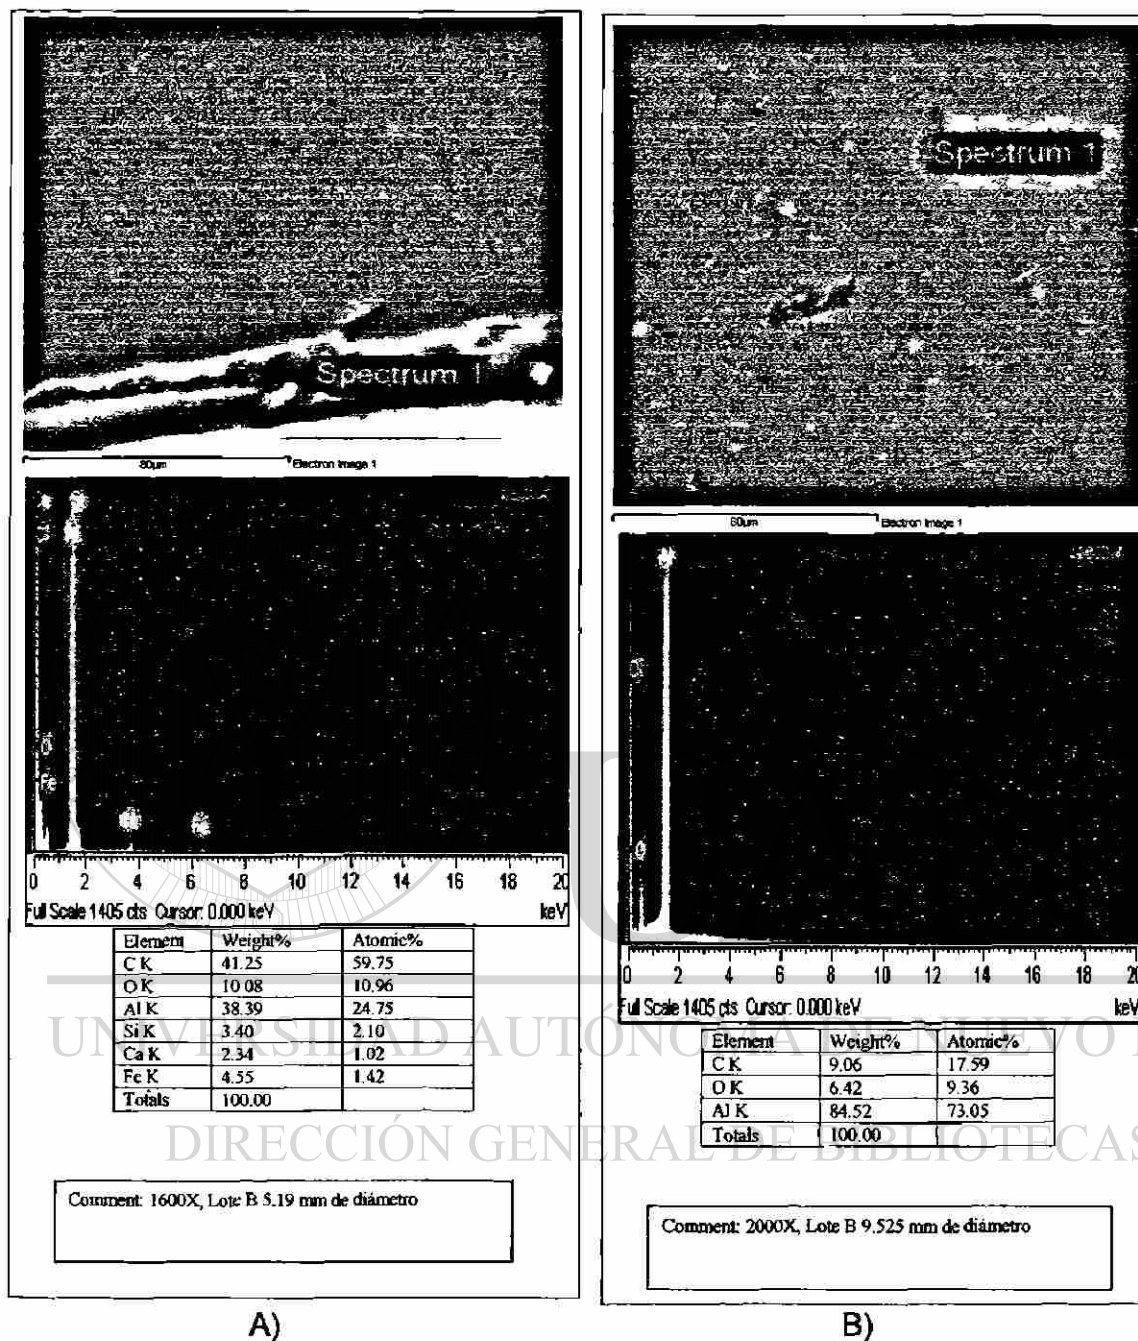 Spectrum 1
80µm
Electron Image 1
O
Fe
0 2 4 6 8 10 12 14 16 18 20
Full Scale 1405 cts Cursor: 0.000 keV
keV
Element Weight% Atomic%
C K 41.25 59.75
O K 10.08 10.96
Al K 38.39 24.75
Si K 3.40 2.10
Ca K 2.34 1.02
Fe K 4.55 1.42
Totals 100.00
Comment: 1600X, Lote B 5.19 mm de diámetro
A)
Spectrum 1
60µm
Electron Image 1
O
0 2 4 6 8 10 12 14 16 18 20
Full Scale 1405 cts Cursor: 0.000 keV
keV
Element Weight% Atomic%
C K 9.06 17.59
O K 6.42 9.36
Al K 84.52 73.05
Totals 100.00
Comment: 2000X, Lote B 9.525 mm de diámetro
B)
UNIVERSIDAD AUTÓNOMA DE NUEVO
DIRECCIÓN GENERAL DE BIBLIOTECAS